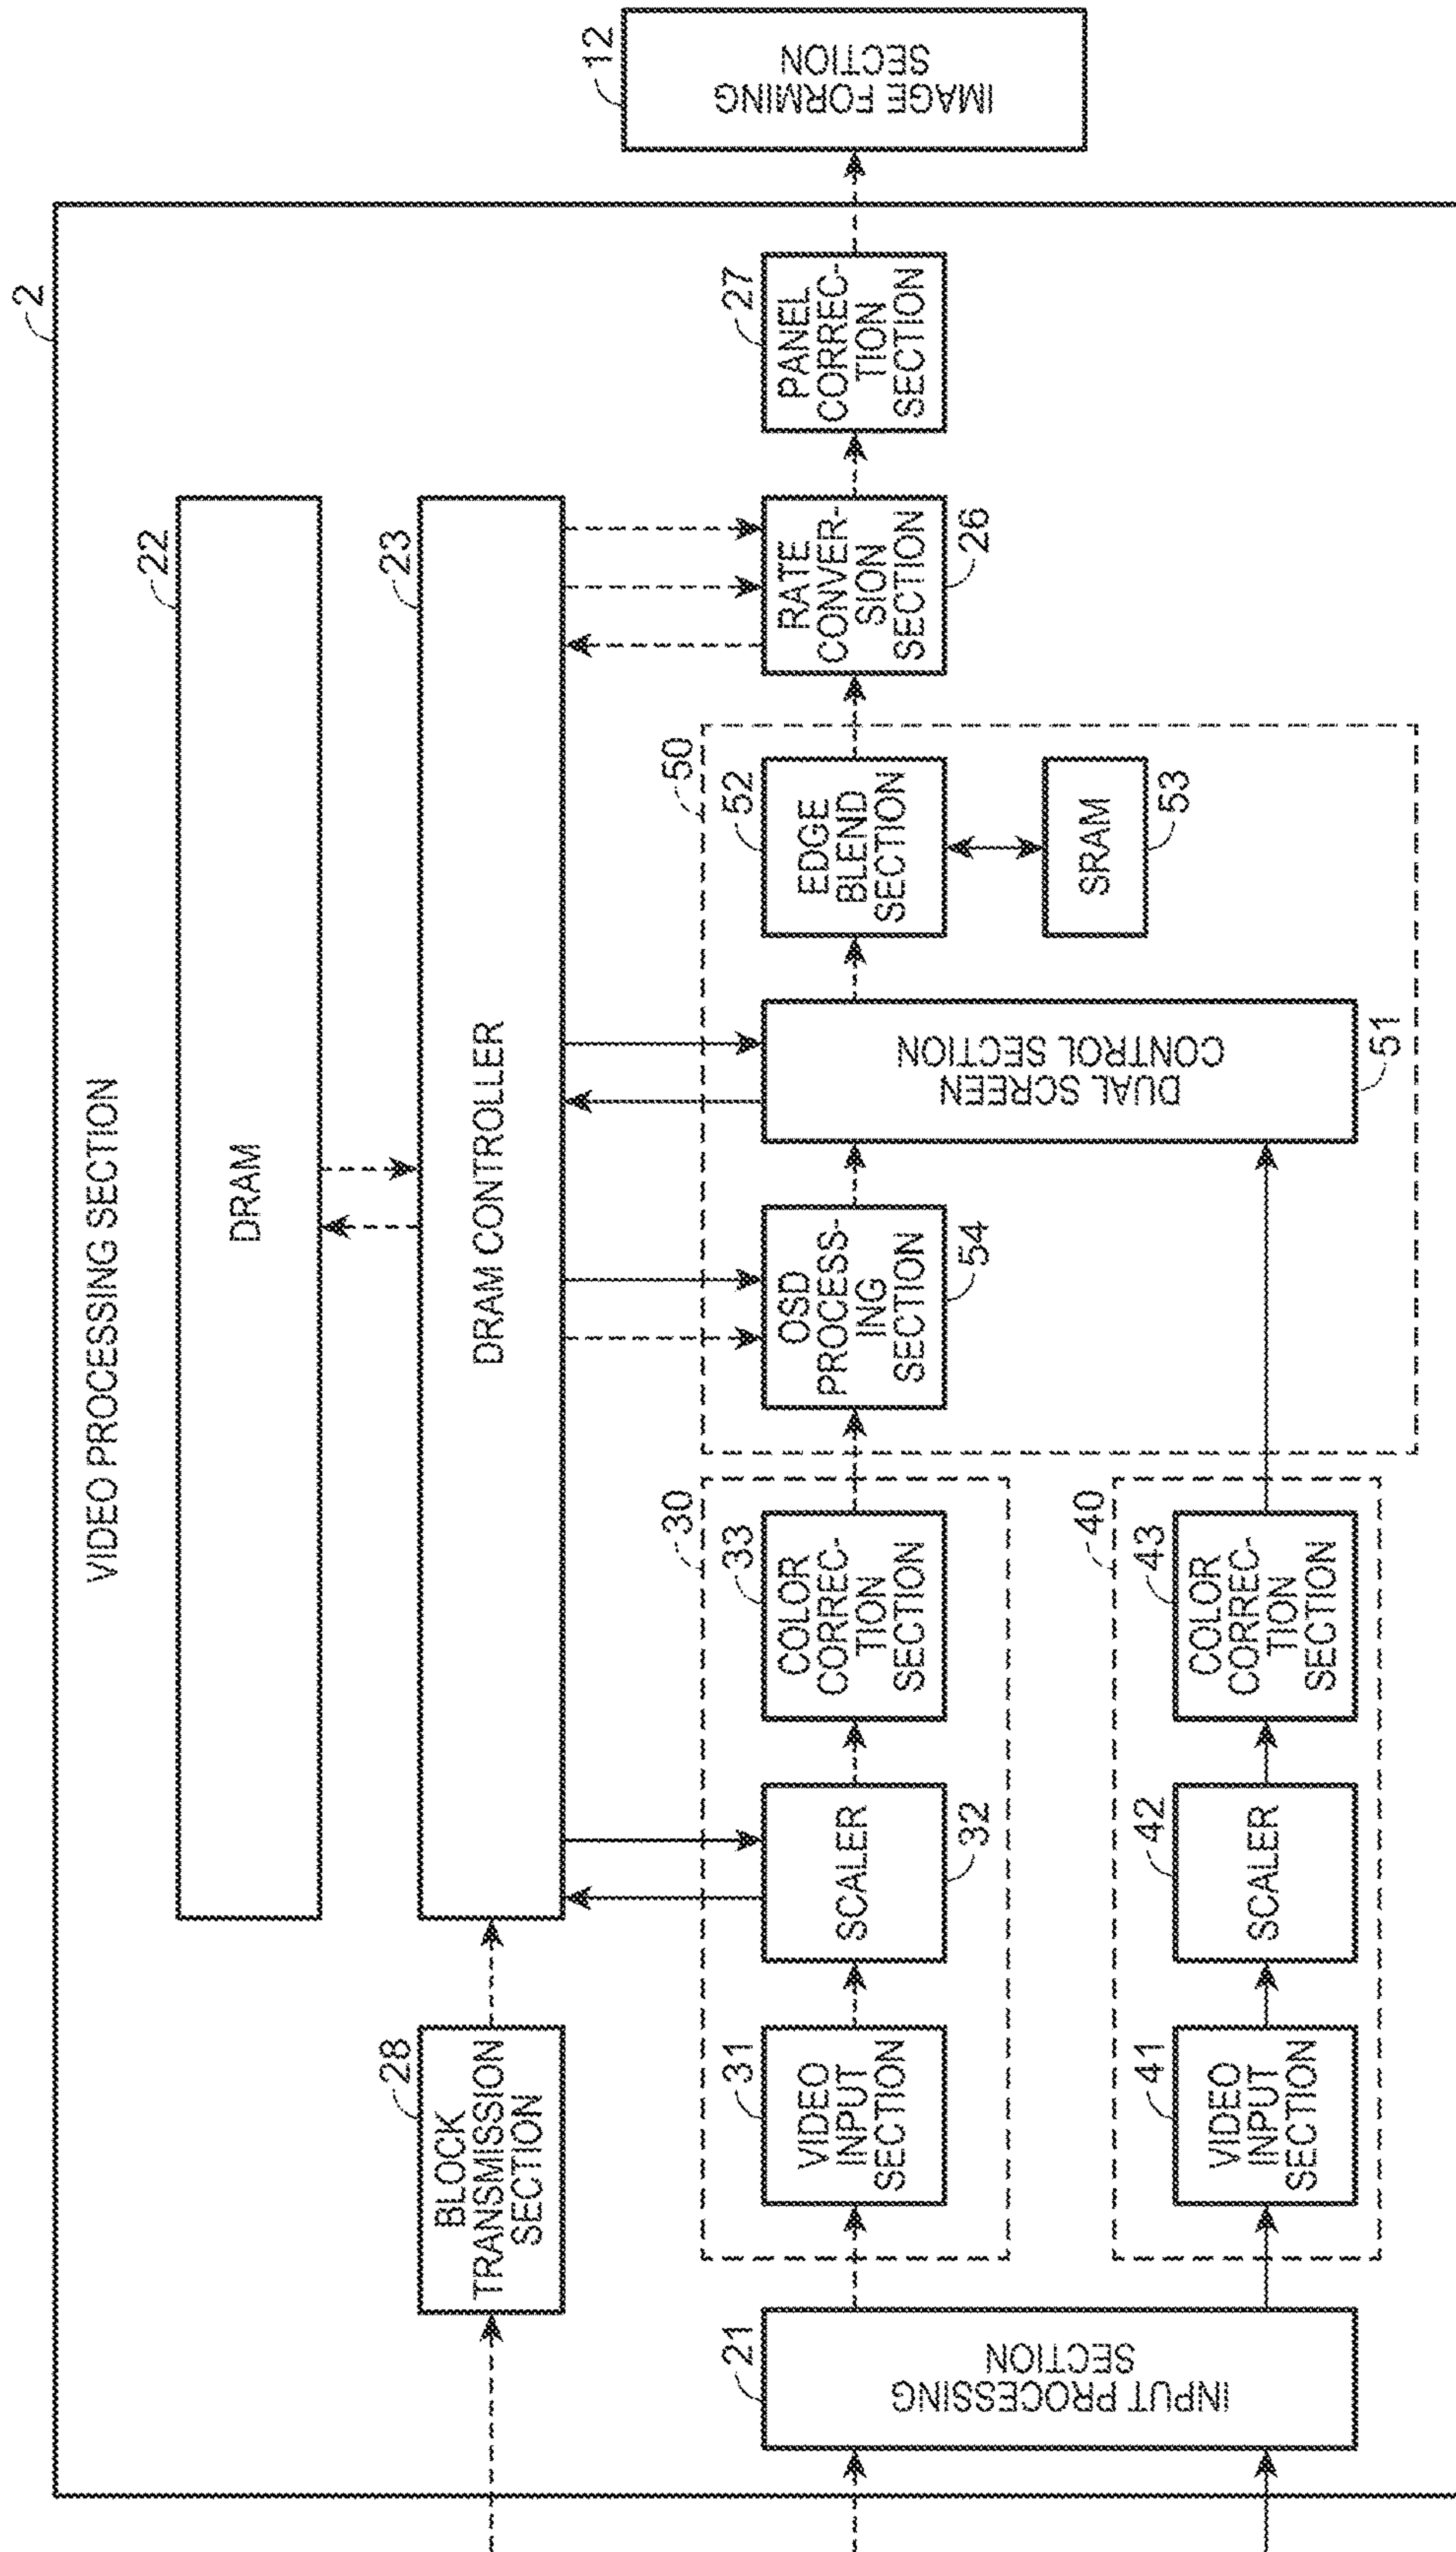 2
VIDEO PROCESSING SECTION
22
DRAM
23
DRAM CONTROLLER
28
BLOCK
TRANSMISSION
SECTION
21
INPUT PROCESSING
SECTION
30
31
VIDEO
INPUT
SECTION
32
SCALER
33
COLOR
CORREC-
TION
SECTION
40
41
VIDEO
INPUT
SECTION
42
SCALER
43
COLOR
CORREC-
TION
SECTION
50
54
OSD
PROCESS-
ING
SECTION
51
DUAL SCREEN
CONTROL SECTION
52
EDGE
BLEND
SECTION
53
SRAM
26
RATE
CONVER-
SION
SECTION
27
PANEL
CORREC-
TION
SECTION
12
IMAGE FORMING
SECTION